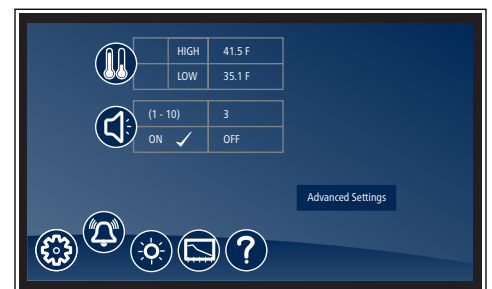 HIGH 41.5 F
LOW 35.1 F
(1 - 10) 3
ON ✓ OFF
Advanced Settings
?